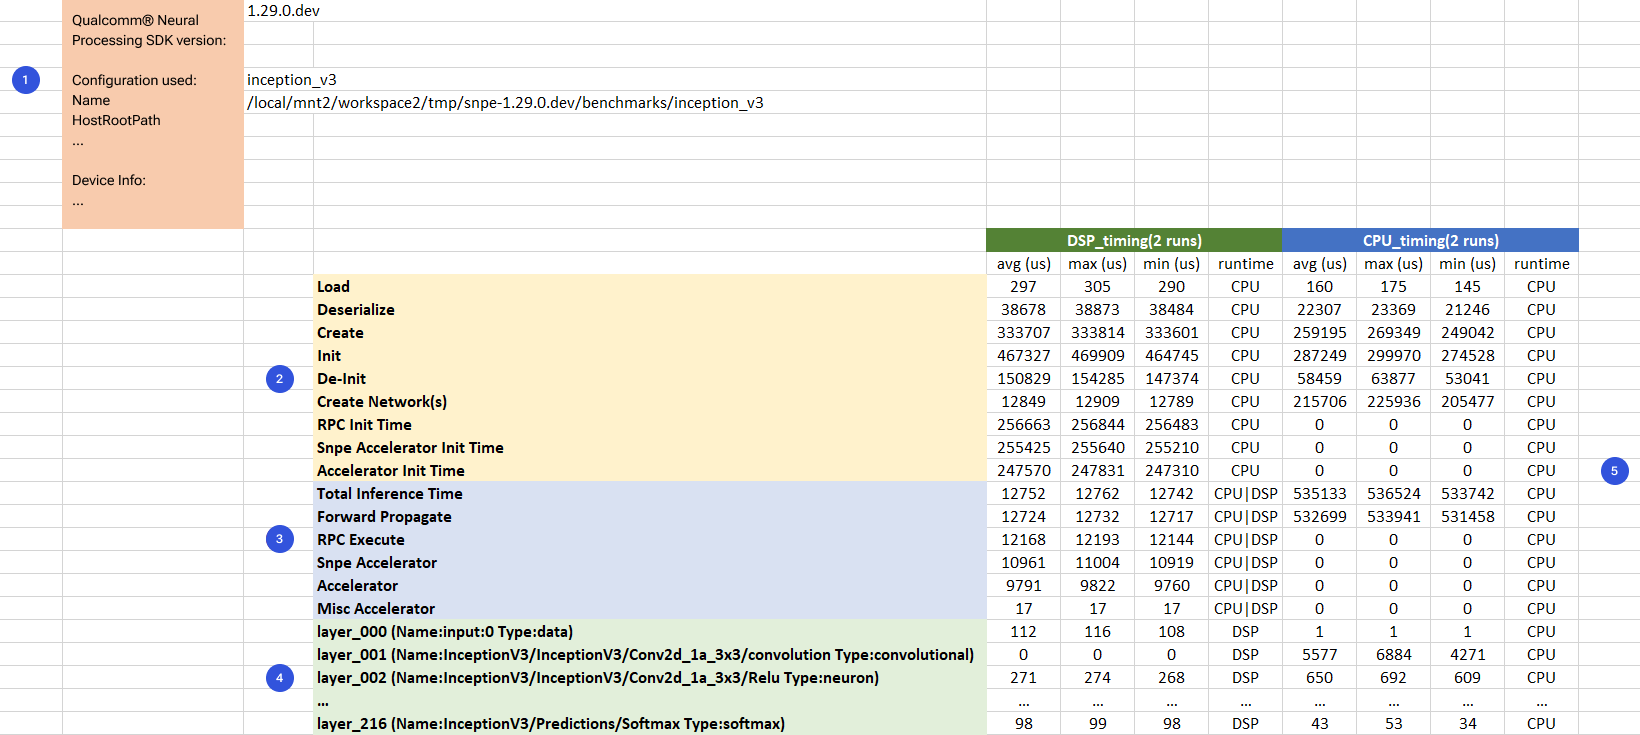 1.29.0.dev
Qualcomm® Neural
Processing SDK version:
1
Configuration used: inception_v3
Name /local/mnt2/workspace2/tmp/snpe-1.29.0.dev/benchmarks/inception_v3
HostRootPath
...
Device Info:
...
DSP_timing(2 runs) CPU_timing(2 runs)
avg (us) max (us) min (us) runtime avg (us) max (us) min (us) runtime
Load 297 305 290 CPU 160 175 145 CPU
Deserialize 38678 38873 38484 CPU 22307 23369 21246 CPU
Create 333707 333814 333601 CPU 259195 269349 249042 CPU
Init 467327 469909 464745 CPU 287249 299970 274528 CPU
2 De-Init 150829 154285 147374 CPU 58459 63877 53041 CPU
Create Network(s) 12849 12909 12789 CPU 215706 225936 205477 CPU
RPC Init Time 256663 256844 256483 CPU 0 0 0 CPU
Snpe Accelerator Init Time 255425 255640 255210 CPU 0 0 0 CPU
Accelerator Init Time 247570 247831 247310 CPU 0 0 0 CPU 5
Total Inference Time 12752 12762 12742 CPU|DSP 535133 536524 533742 CPU
Forward Propagate 12724 12732 12717 CPU|DSP 532699 533941 531458 CPU
3 RPC Execute 12168 12193 12144 CPU|DSP 0 0 0 CPU
Snpe Accelerator 10961 11004 10919 CPU|DSP 0 0 0 CPU
Accelerator 9791 9822 9760 CPU|DSP 0 0 0 CPU
Misc Accelerator 17 17 17 CPU|DSP 0 0 0 CPU
layer_000 (Name:input:0 Type:data) 112 116 108 DSP 1 1 1 CPU
layer_001 (Name:InceptionV3/InceptionV3/Conv2d_1a_3x3/convolution Type:convolutional) 0 0 0 DSP 5577 6884 4271 CPU
4 layer_002 (Name:InceptionV3/InceptionV3/Conv2d_1a_3x3/Relu Type:neuron) 271 274 268 DSP 650 692 609 CPU
... ... ... ... ... ... ... ... ...
layer_216 (Name:InceptionV3/Predictions/Softmax Type:softmax) 98 99 98 DSP 43 53 34 CPU